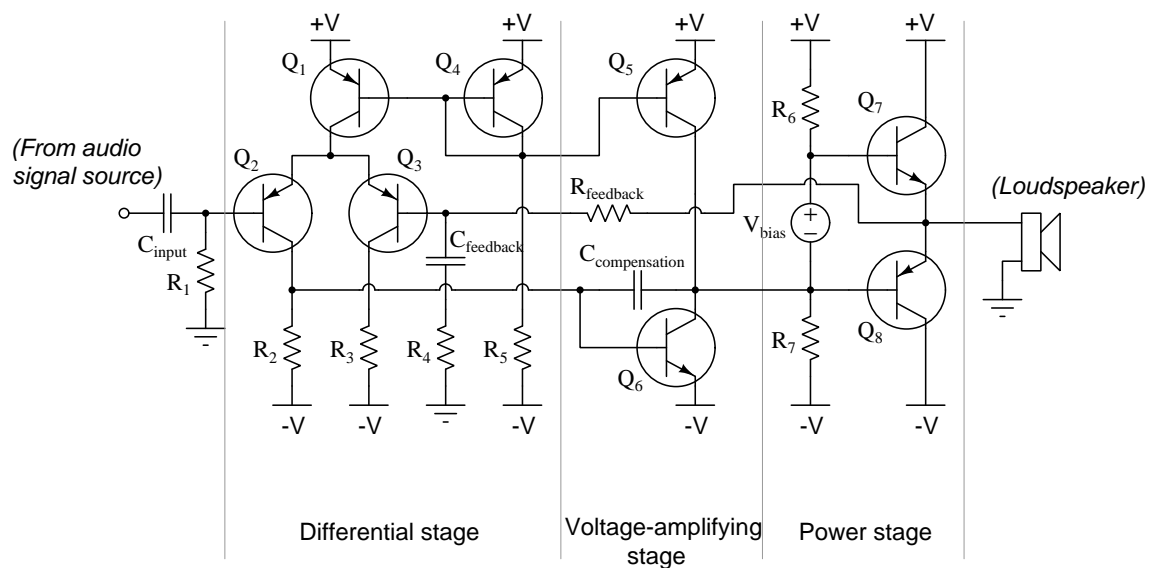 +V +V +V +V +V
Q1 Q4 Q5 R6 Q7
(From audio
signal source)
Q2 Q3 Rfeedback (Loudspeaker)
+
−
Vbias
Cinput Cfeedback Ccompensation
R1
R2 R3 R4 R5 Q6 R7 Q8
-V -V -V -V -V -V
Differential stage
Voltage-amplifying
stage
Power stage